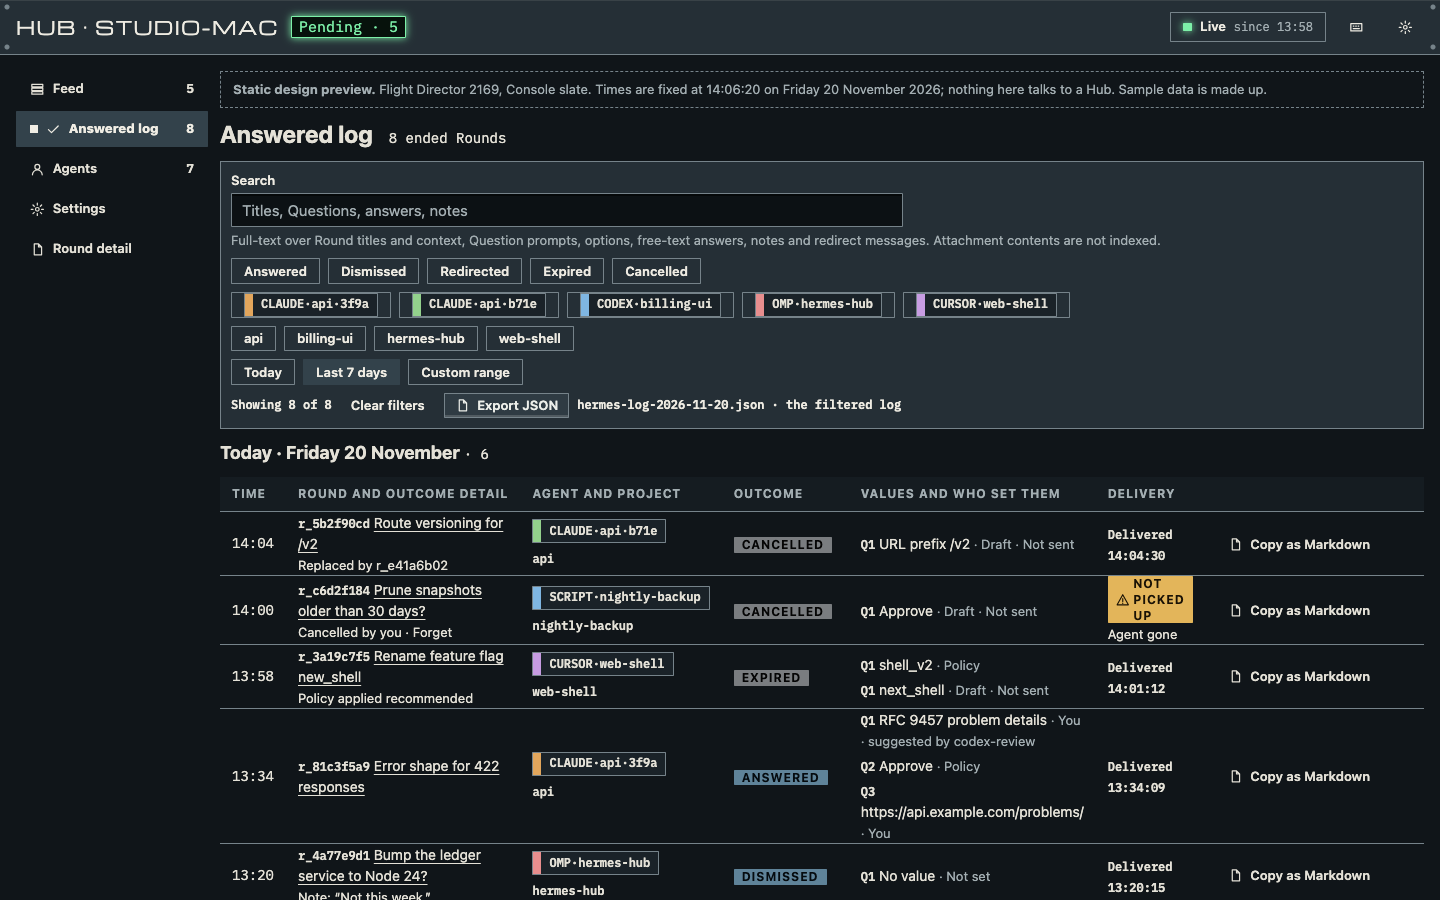 HUB · STUDIO-MAC
Pending · 5
Live since 13:58
Feed 5
Answered log 8
Agents 7
Settings
Round detail
Static design preview. Flight Director 2169, Console slate. Times are fixed at 14:06:20 on Friday 20 November 2026; nothing here talks to a Hub. Sample data is made up.
Answered log 8 ended Rounds
Search
Titles, Questions, answers, notes
Full-text over Round titles and context, Question prompts, options, free-text answers, notes and redirect messages. Attachment contents are not indexed.
Answered Dismissed Redirected Expired Cancelled
CLAUDE·api·3f9a CLAUDE·api·b71e CODEX·billing-ui OMP·hermes-hub CURSOR·web-shell
api billing-ui hermes-hub web-shell
Today Last 7 days Custom range
Showing 8 of 8 Clear filters Export JSON hermes-log-2026-11-20.json · the filtered log
Today · Friday 20 November · 6
TIME ROUND AND OUTCOME DETAIL AGENT AND PROJECT OUTCOME VALUES AND WHO SET THEM DELIVERY
14:04
r_5b2f90cd Route versioning for
/v2
Replaced by r_e41a6b02
CLAUDE·api·b71e
api
CANCELLED
Q1 URL prefix /v2 · Draft · Not sent
Delivered
14:04:30
Copy as Markdown
14:00
r_c6d2f184 Prune snapshots
older than 30 days?
Cancelled by you · Forget
SCRIPT·nightly-backup
nightly-backup
CANCELLED
Q1 Approve · Draft · Not sent
NOT
PICKED
UP
Agent gone
Copy as Markdown
13:58
r_3a19c7f5 Rename feature flag
new_shell
Policy applied recommended
CURSOR·web-shell
web-shell
EXPIRED
Q1 shell_v2 · Policy
Q1 next_shell · Draft · Not sent
Delivered
14:01:12
Copy as Markdown
13:34
r_81c3f5a9 Error shape for 422
responses
CLAUDE·api·3f9a
api
ANSWERED
Q1 RFC 9457 problem details · You
· suggested by codex-review
Q2 Approve · Policy
Q3
https://api.example.com/problems/
· You
Delivered
13:34:09
Copy as Markdown
13:20
r_4a77e9d1 Bump the ledger
service to Node 24?
Note: "Not this week."
OMP·hermes-hub
hermes-hub
DISMISSED
Q1 No value · Not set
Delivered
13:20:15
Copy as Markdown